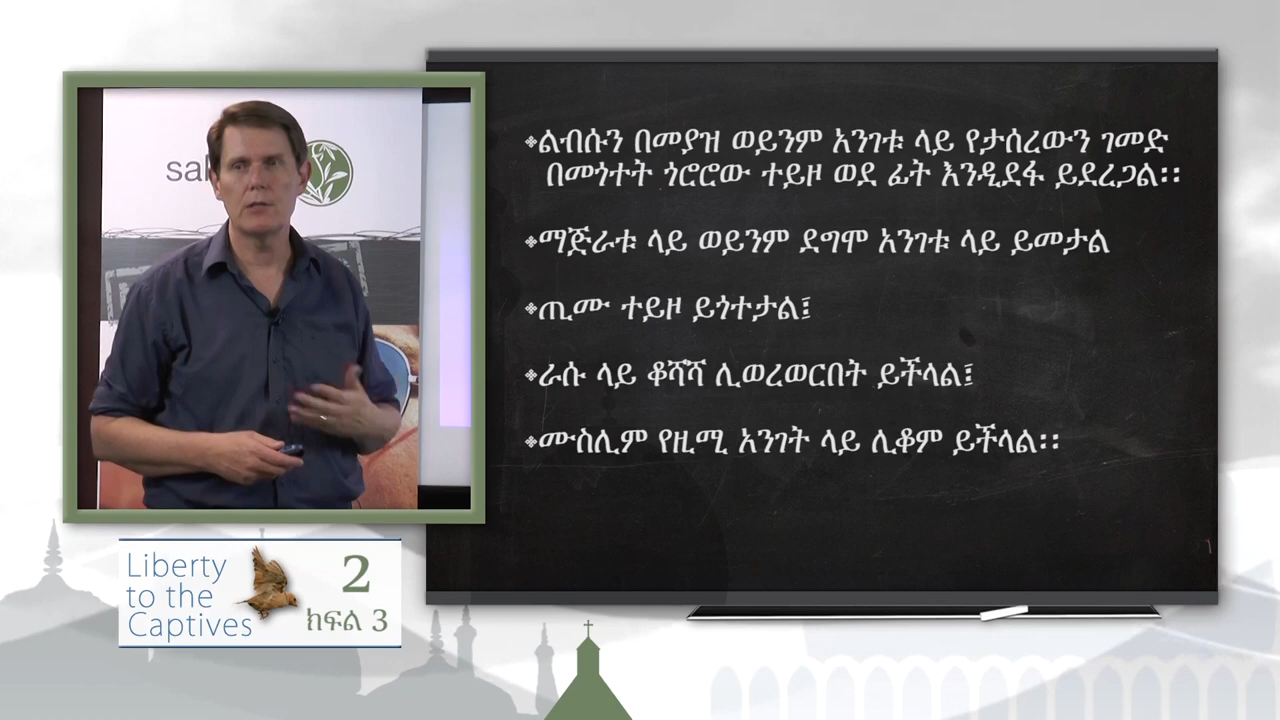 sal
❖ልብሱን በመያዝ ወይንም አንገቱ ላይ የታሰረውን ገመድ
በመጎተት ጎሮሮው ተይዞ ወደ ፊት እንዲደፋ ይደረጋል፡፡
❖ማጅራቱ ላይ ወይንም ደግሞ አንገቱ ላይ ይመታል
❖ጢሙ ተይዞ ይጎተታል፤
❖ራሱ ላይ ቆሻሻ ሊወረወርበት ይችላል፤
❖ሙስሊም የዚሚ አንገት ላይ ሊቆም ይችላል፡፡
Liberty
to the
Captives
2
ክፍል 3